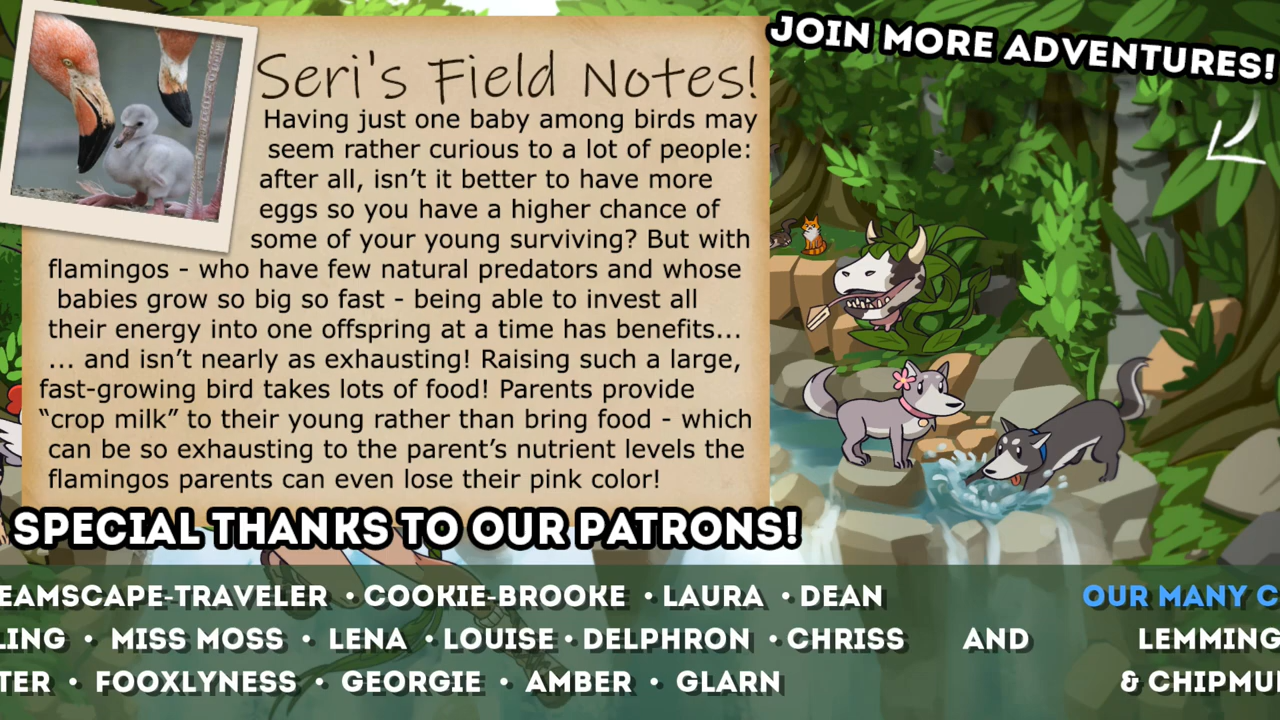 JOIN MORE ADVENTURES!
Seri's Field Notes!
Having just one baby among birds may
seem rather curious to a lot of people:
after all, isn’t it better to have more
eggs so you have a higher chance of
some of your young surviving? But with
flamingos - who have few natural predators and whose
babies grow so big so fast - being able to invest all
their energy into one offspring at a time has benefits...
... and isn’t nearly as exhausting! Raising such a large,
fast-growing bird takes lots of food! Parents provide
“crop milk” to their young rather than bring food - which
can be so exhausting to the parent’s nutrient levels the
flamingos parents can even lose their pink color!
SPECIAL THANKS TO OUR PATRONS!
EAMSCAPE-TRAVELER • COOKIE-BROOKE • LAURA • DEAN OUR MANY C
LING • MISS MOSS • LENA • LOUISE • DELPHRON • CHRISS AND LEMMING
TER • FOOXLYNESS • GEORGIE • AMBER • GLARN & CHIPMU